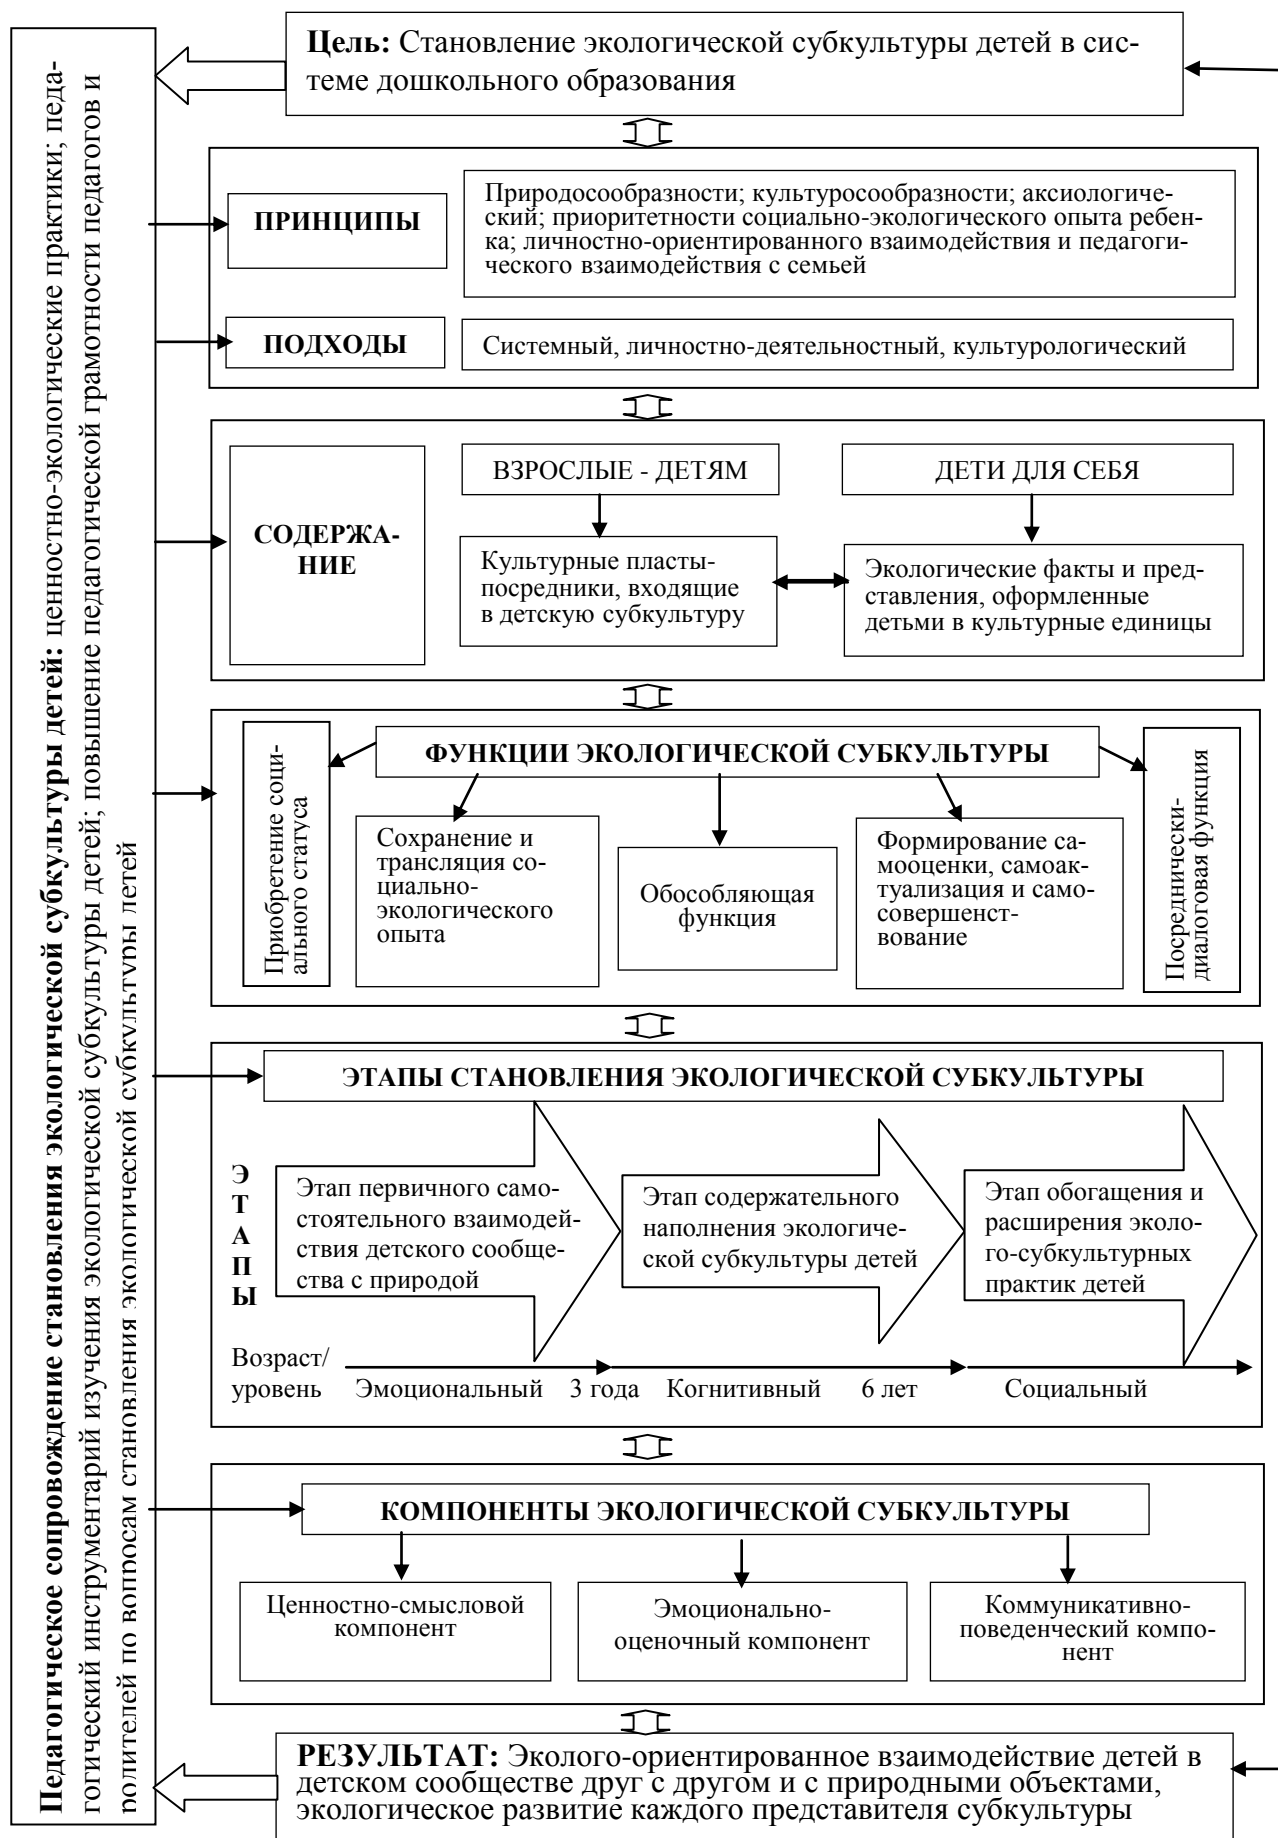 Цель: Становление экологической субкультуры детей в сис-
теме дошкольного образования
Педагогическое сопровождение становления экологической субкультуры детей: ценностно-экологические практики; педа-
гогический инструментарий изучения экологической субкультуры детей; повышение педагогической грамотности педагогов и
родителей по вопросам становления экологической субкультуры детей
ПРИНЦИПЫ
Природосообразности; культуросообразности; аксиологиче-
ский; приоритетности социально-экологического опыта ребен-
ка; личностно-ориентированного взаимодействия и педагоги-
ческого взаимодействия с семьей
ПОДХОДЫ
Системный, личностно-деятельностный, культурологический
СОДЕРЖА-
НИЕ
ВЗРОСЛЫЕ - ДЕТЯМ
ДЕТИ ДЛЯ СЕБЯ
Культурные пласты-
посредники, входящие
в детскую субкультуру
Экологические факты и пред-
ставления, оформленные
детьми в культурные единицы
ФУНКЦИИ ЭКОЛОГИЧЕСКОЙ СУБКУЛЬТУРЫ
Приобретение соци-
ального статуса
Сохранение и
трансляция со-
циально-
экологического
опыта
Обособляющая
функция
Формирование са-
мооценки, самоак-
туализация и само-
совершенст-
вование
Посреднически-
диалоговая функция
ЭТАПЫ СТАНОВЛЕНИЯ ЭКОЛОГИЧЕСКОЙ СУБКУЛЬТУРЫ
Э
Т
А
П
Ы
Этап первичного само-
стоятельного взаимодей-
ствия детского сообще-
ства с природой
Этап содержательного
наполнения экологиче-
ской субкультуры детей
Этап обогащения и
расширения эколо-
го-субкультурных
практик детей
Возраст/
уровень Эмоциональный 3 года Когнитивный 6 лет Социальный
КОМПОНЕНТЫ ЭКОЛОГИЧЕСКОЙ СУБКУЛЬТУРЫ
Ценностно-смысловой
компонент
Эмоционально-
оценочный компонент
Коммуникативно-
поведенческий компо-
нент
РЕЗУЛЬТАТ: Эколого-ориентированное взаимодействие детей в
детском сообществе друг с другом и с природными объектами,
экологическое развитие каждого представителя субкультуры